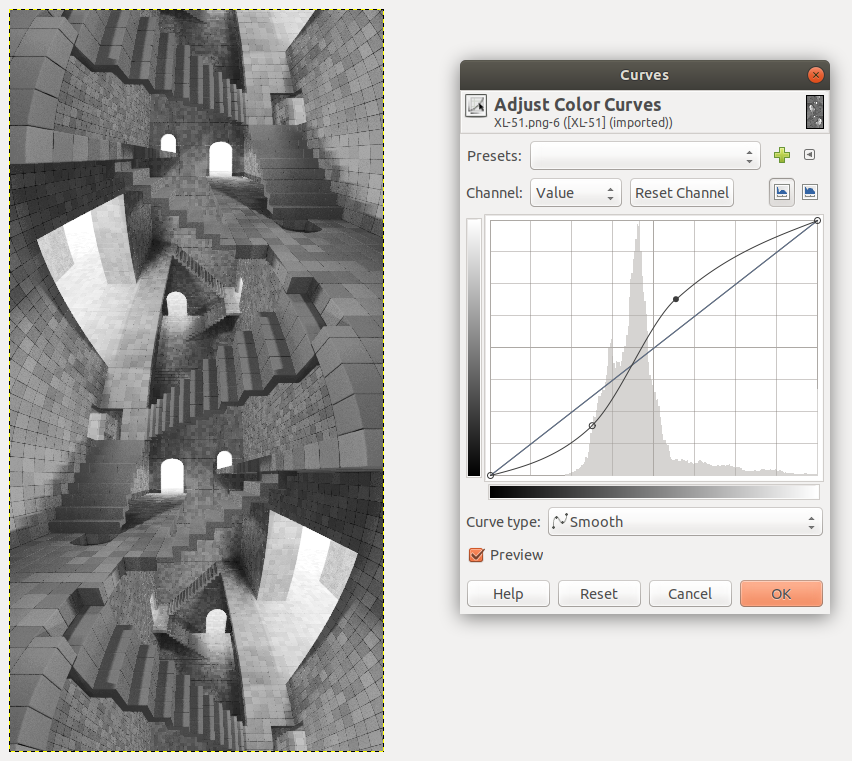 Curves
Adjust Color Curves
XL-51.png-6 ([XL-51] (imported))
Presets:
Channel: Value Reset Channel
Curve type: Smooth
Preview
Help Reset Cancel OK